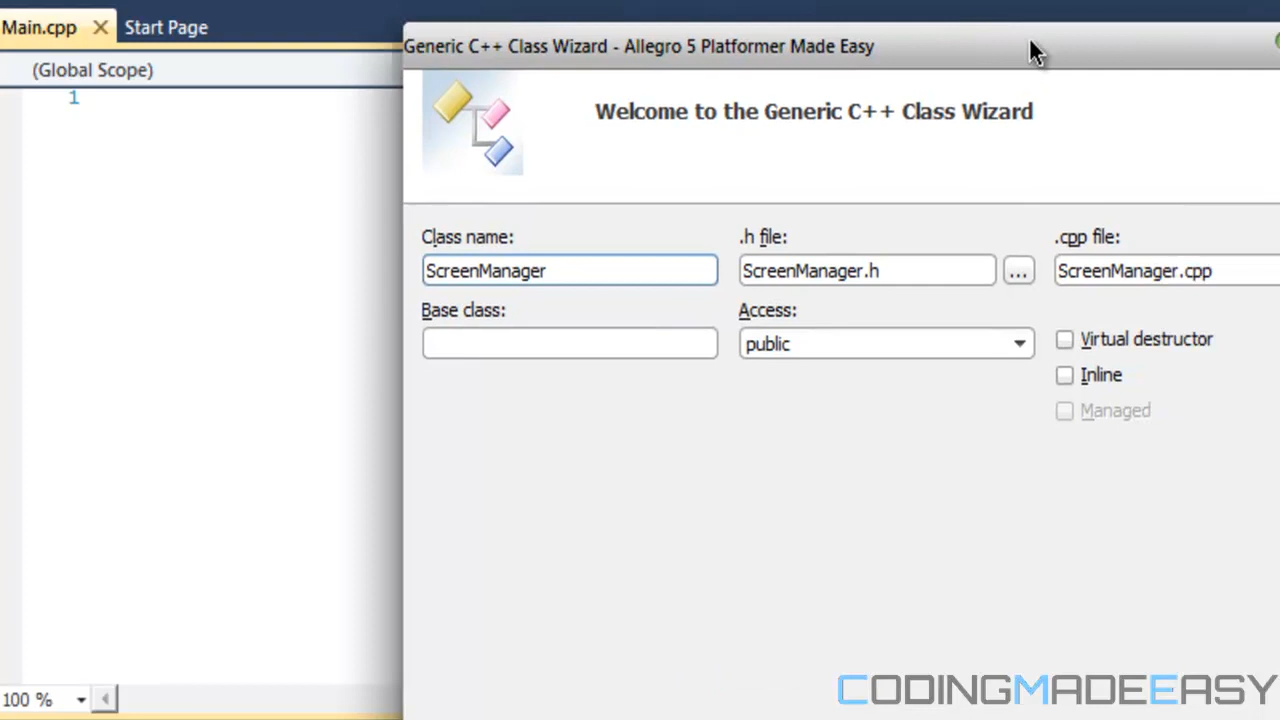 Main.cpp
Start Page
(Global Scope)
1
Generic C++ Class Wizard - Allegro 5 Platformer Made Easy
Welcome to the Generic C++ Class Wizard
Class name:
.h file:
.cpp file:
ScreenManager
ScreenManager.h
...
ScreenManager.cpp
Base class:
Access:
public
Virtual destructor
Inline
Managed
100 %
CODINGMADEEASY